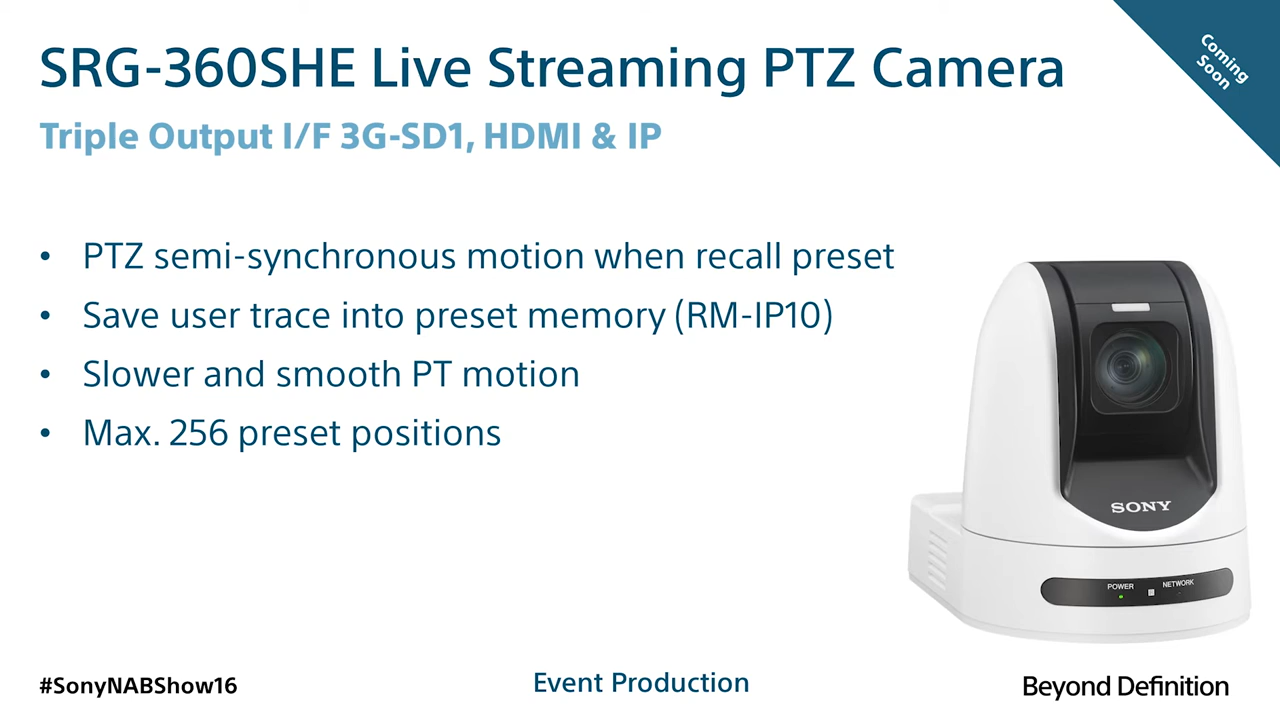 SRG-360SHE Live Streaming PTZ Camera
Coming
Soon
Triple Output I/F 3G-SD1, HDMI & IP
• PTZ semi-synchronous motion when recall preset
• Save user trace into preset memory (RM-IP10)
• Slower and smooth PT motion
• Max. 256 preset positions
SONY
POWER NETWORK
#SonyNABShow16
Event Production
Beyond Definition